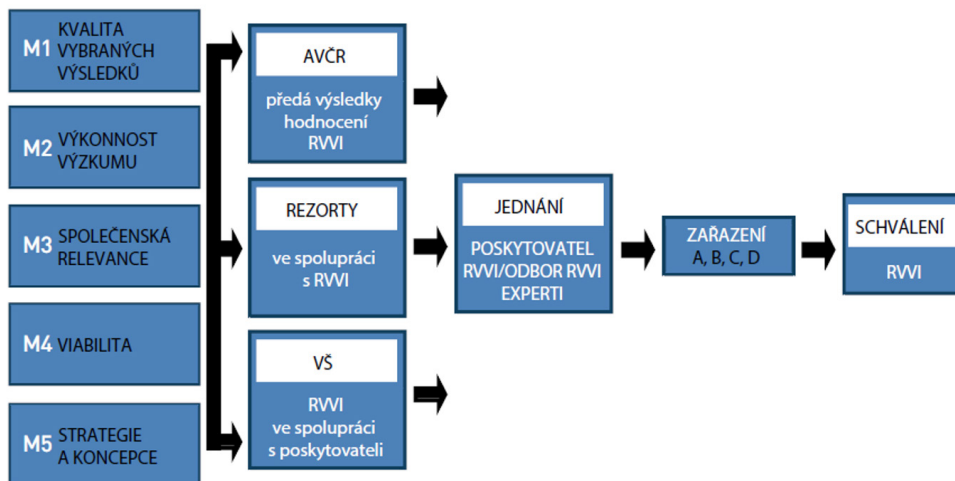 M1 KVALITA
VYBRANÝCH
VÝSLEDKŮ
M2 VÝKONNOST
VÝZKUMU
M3 SPOLEČENSKÁ
RELEVANCE
M4 VIABILITA
M5 STRATEGIE
A KONCEPCE
AVČR
předá výsledky
hodnocení
RVVI
REZORTY
ve spolupráci
s RVVI
VŠ
RVVI
ve spolupráci
s poskytovateli
JEDNÁNÍ
POSKYTOVATEL
RVVI/ODBOR RVVI
EXPERTI
ZAŘAZENÍ
A, B, C, D
SCHVÁLENÍ
RVVI